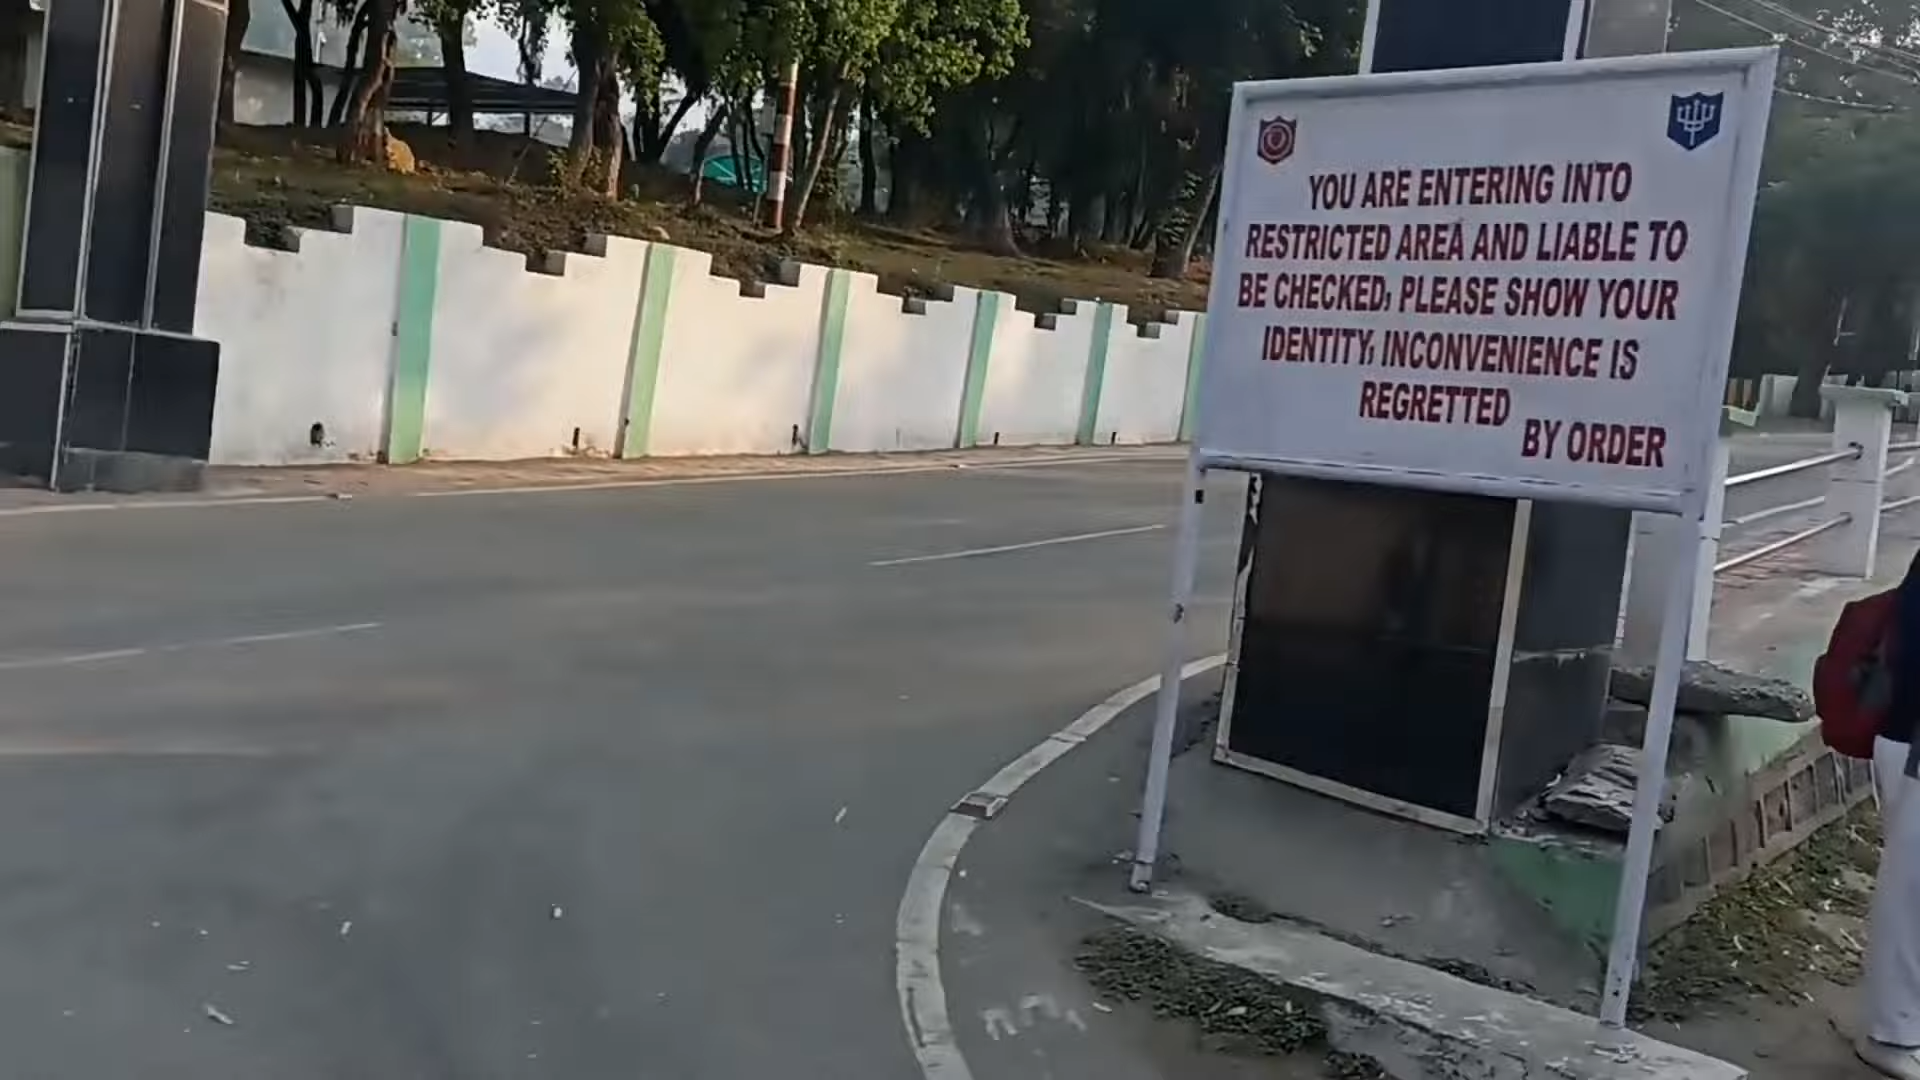 YOU ARE ENTERING INTO
RESTRICTED AREA AND LIABLE TO
BE CHECKED, PLEASE SHOW YOUR
IDENTITY, INCONVENIENCE IS
REGRETTED
BY ORDER